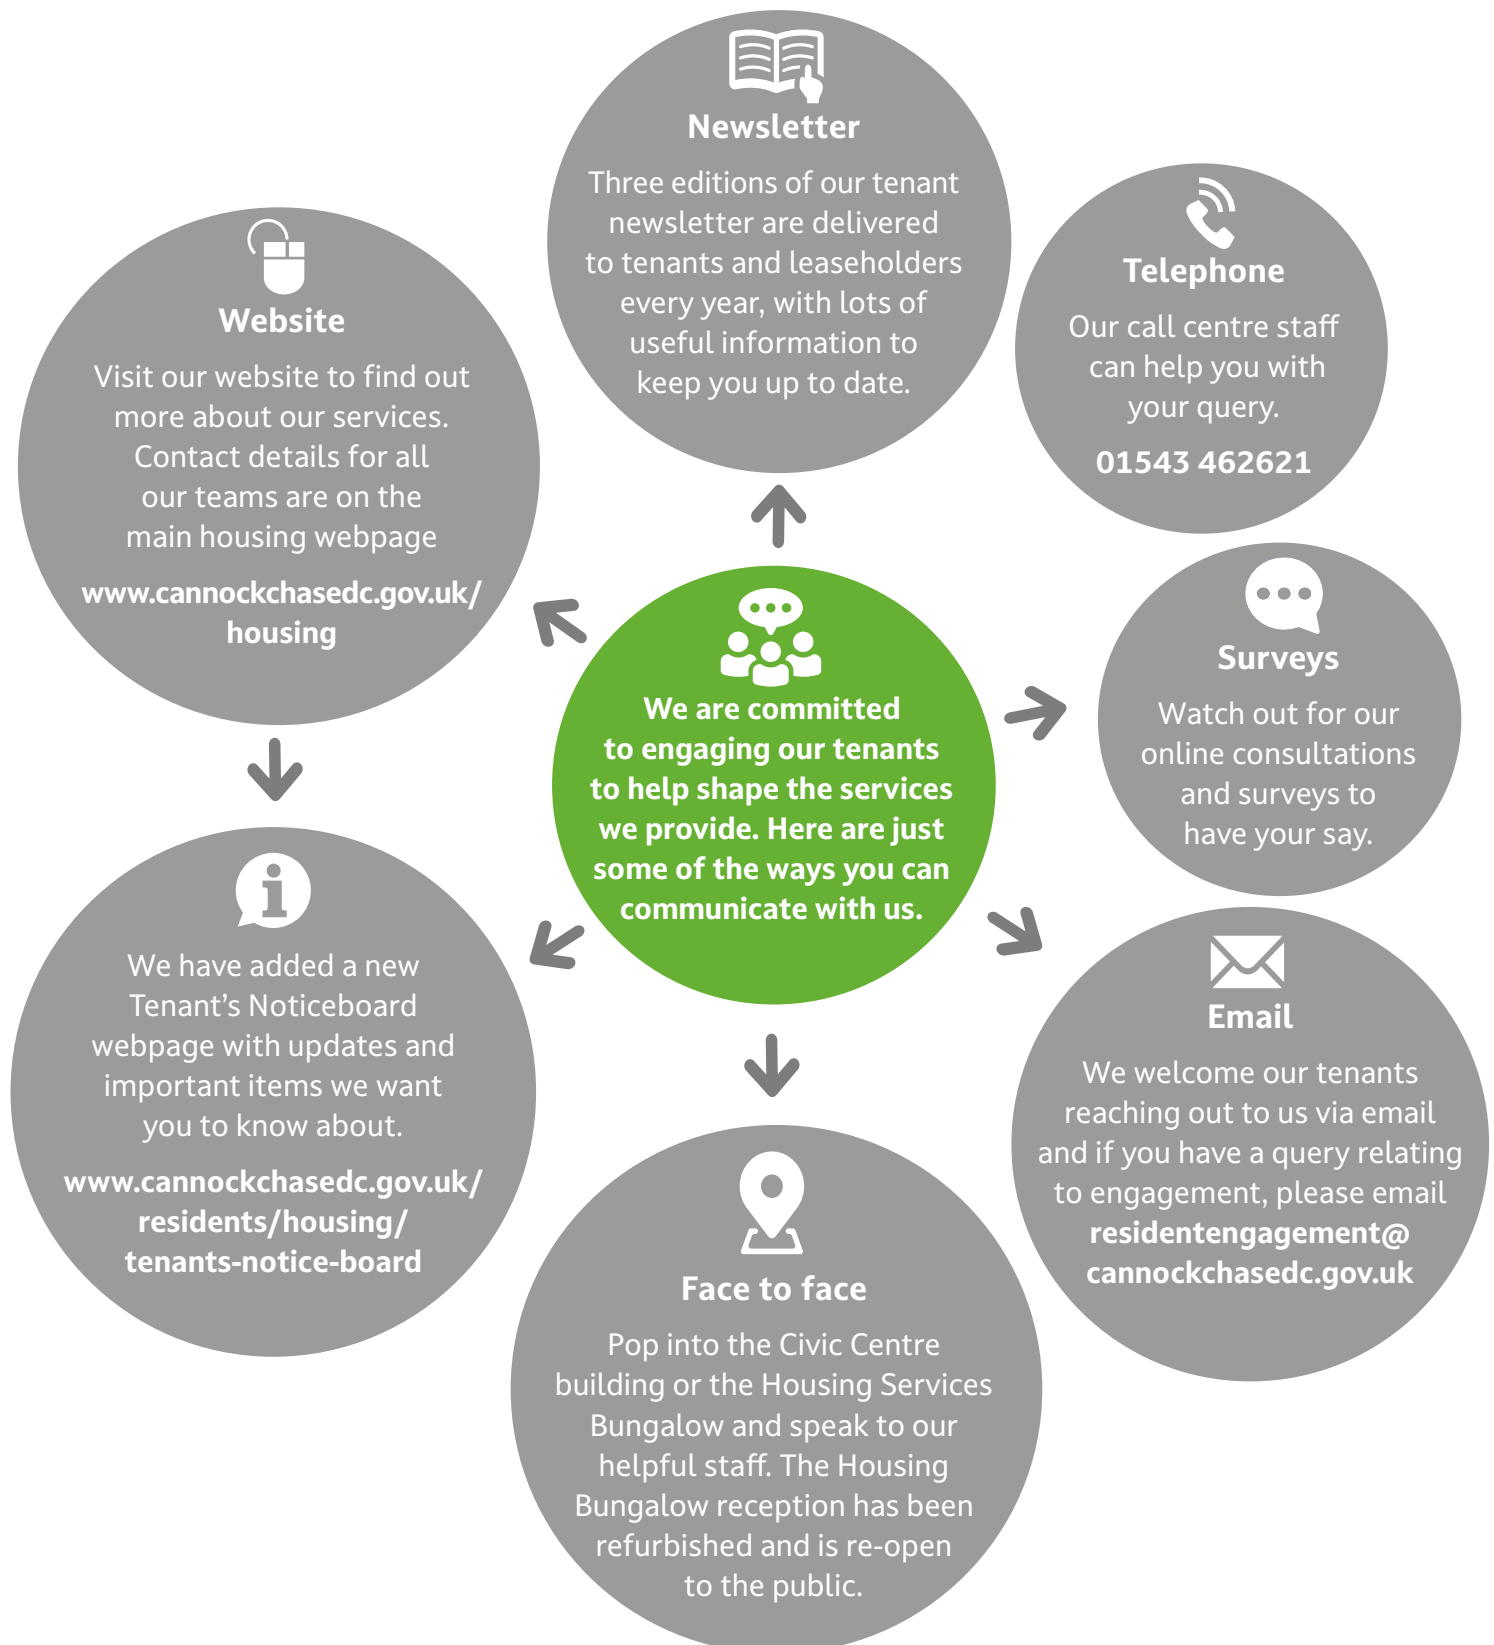 Newsletter
Three editions of our tenant
newsletter are delivered
to tenants and leaseholders
every year, with lots of
useful information to
keep you up to date.
Telephone
Our call centre staff
can help you with
your query.
01543 462621
Website
Visit our website to find out
more about our services.
Contact details for all
our teams are on the
main housing webpage
www.cannockchasedc.gov.uk/
housing
We are committed
to engaging our tenants
to help shape the services
we provide. Here are just
some of the ways you can
communicate with us.
Surveys
Watch out for our
online consultations
and surveys to
have your say.
We have added a new
Tenant’s Noticeboard
webpage with updates and
important items we want
you to know about.
www.cannockchasedc.gov.uk/
residents/housing/
tenants-notice-board
Email
We welcome our tenants
reaching out to us via email
and if you have a query relating
to engagement, please email
residentengagement@
cannockchasedc.gov.uk
Face to face
Pop into the Civic Centre
building or the Housing Services
Bungalow and speak to our
helpful staff. The Housing
Bungalow reception has been
refurbished and is re-open
to the public.